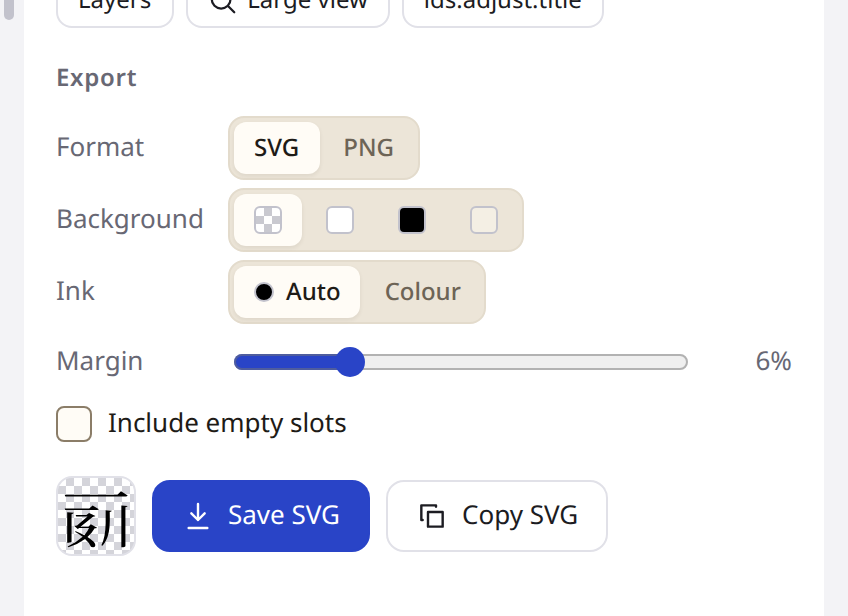 Layers Large view ids.adjust.title
Export
Format SVG PNG
Background
Ink Auto Colour
Margin 6%
Include empty slots
Save SVG Copy SVG